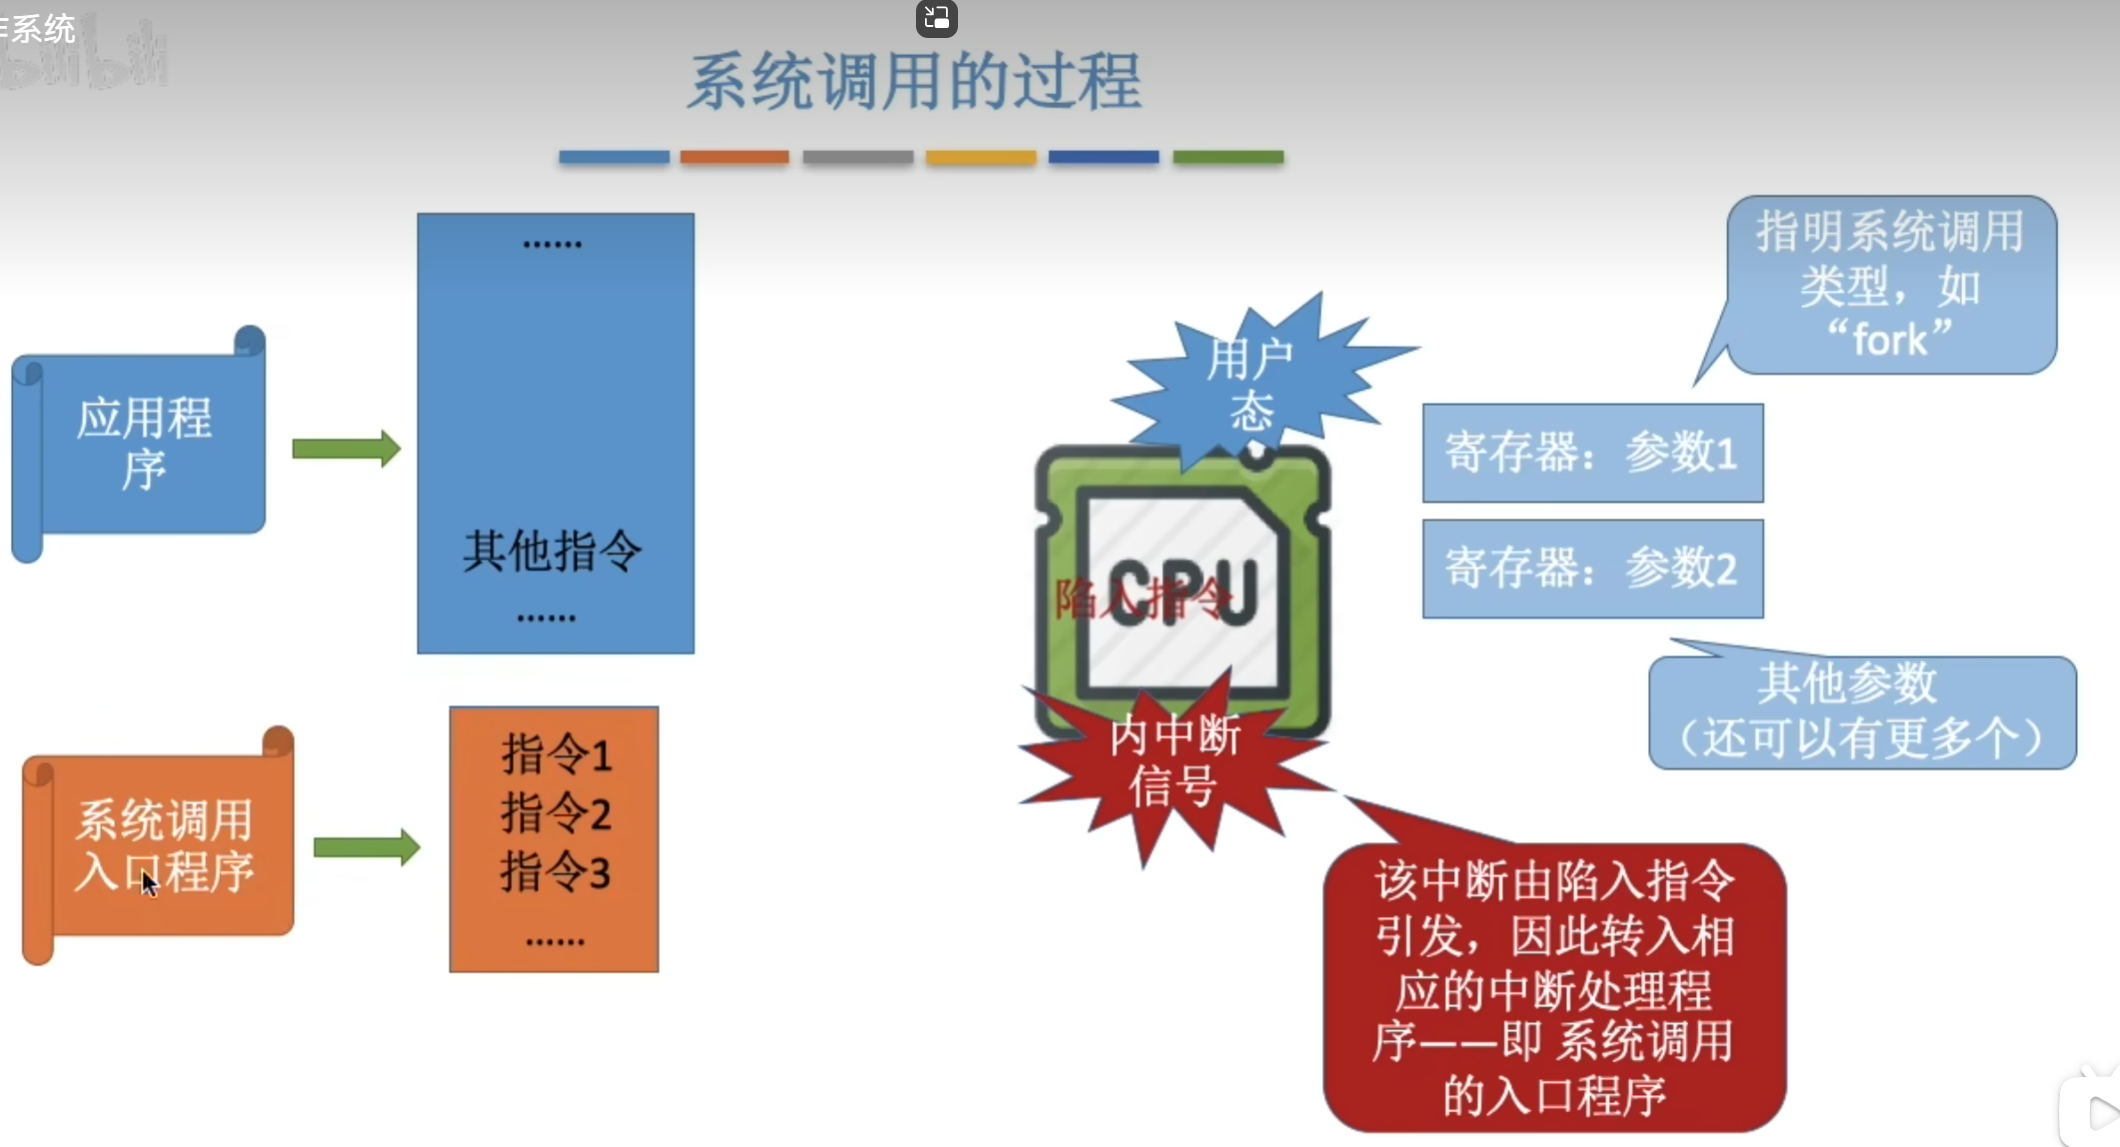 系统
bilibili
系统调用的过程
......
其他指令
......
应用程
序
用户
态
指明系统调用
类型，如
“fork”
寄存器：参数1
寄存器：参数2
其他参数
（还可以有更多个）
CPU
陷入指令
内中断
信号
系统调用
入口程序
指令1
指令2
指令3
......
该中断由陷入指令
引发，因此转入相
应的中断处理程
序——即 系统调用
的入口程序